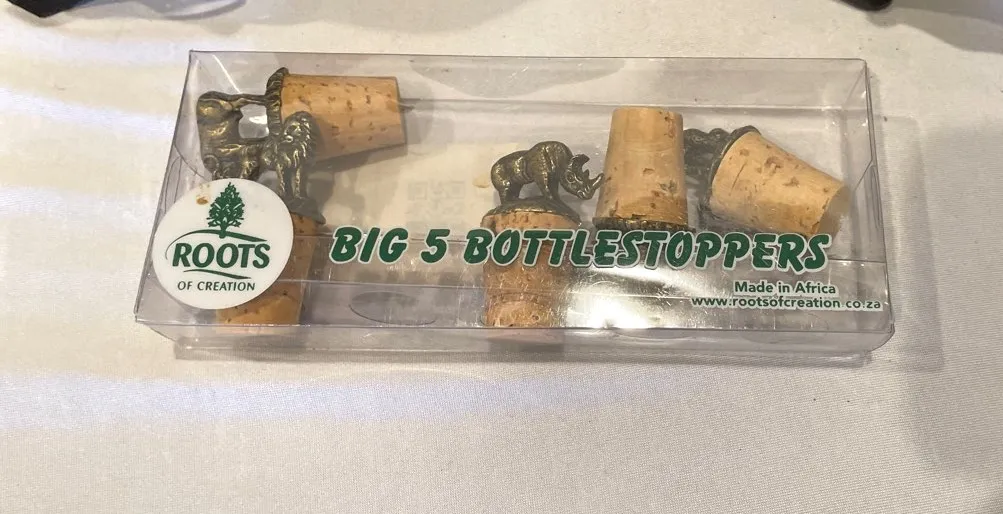 ROOTS
OF CREATION
BIG 5 BOTTLESTOPPERS
Made in Africa
www.rootsofcreation.co.za